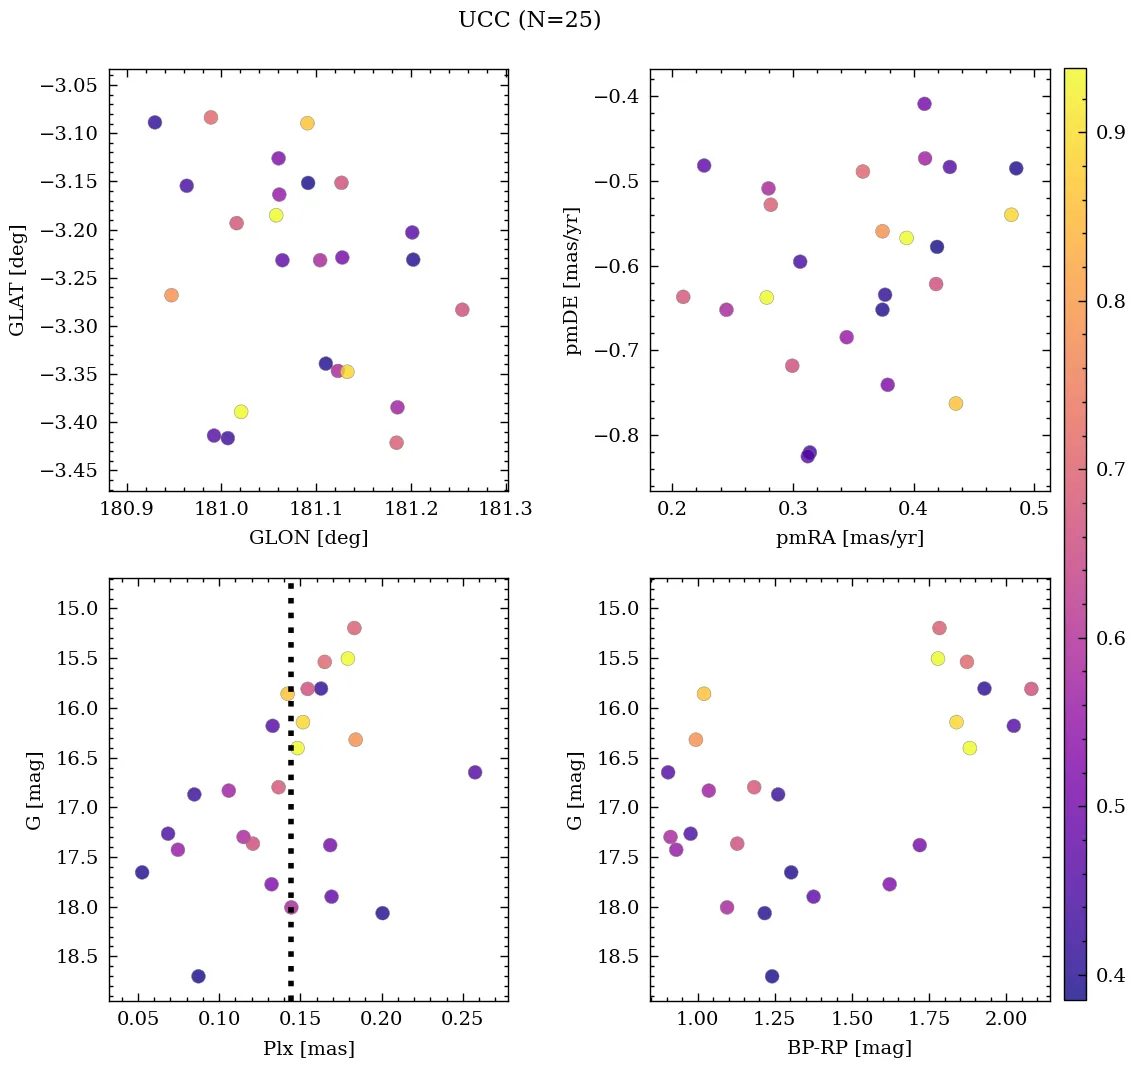 UCC (N=25)
−3.05
−3.10
−3.15
−3.20
−3.25
−3.30
−3.35
−3.40
−3.45
GLAT [deg]
180.9 181.0 181.1 181.2 181.3
GLON [deg]
−0.4
−0.5
−0.6
−0.7
−0.8
pmDE [mas/yr]
0.2 0.3 0.4 0.5
pmRA [mas/yr]
15.0
15.5
16.0
16.5
17.0
17.5
18.0
18.5
G [mag]
0.05 0.10 0.15 0.20 0.25
Plx [mas]
15.0
15.5
16.0
16.5
17.0
17.5
18.0
18.5
G [mag]
1.00 1.25 1.50 1.75 2.00
BP-RP [mag]
0.9
0.8
0.7
0.6
0.5
0.4